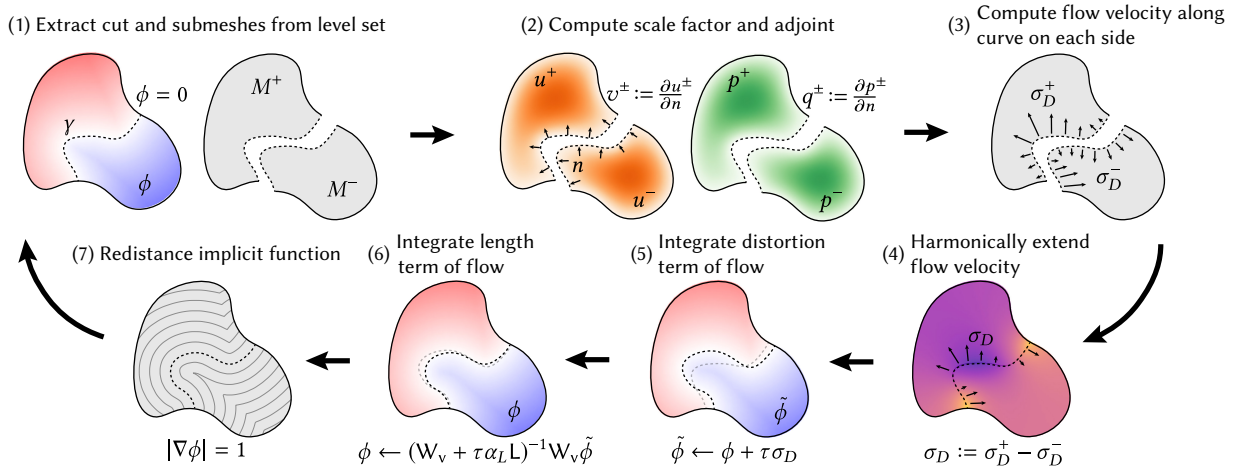 (1) Extract cut and submeshes from level set
ϕ = 0
γ
ϕ
M⁺
M⁻
(2) Compute scale factor and adjoint
u⁺
v± := ∂u±/∂n
n
u⁻
p⁺
q± := ∂p±/∂n
p⁻
(3) Compute flow velocity along
curve on each side
σ_D⁺
σ_D⁻
(4) Harmonically extend
flow velocity
σ_D
σ_D := σ_D⁺ − σ_D⁻
(5) Integrate distortion
term of flow
ϕ̃
ϕ̃ ← ϕ + τσ_D
(6) Integrate length
term of flow
ϕ
ϕ ← (W_v + τα_L L)⁻¹W_v ϕ̃
(7) Redistance implicit function
|∇ϕ| = 1